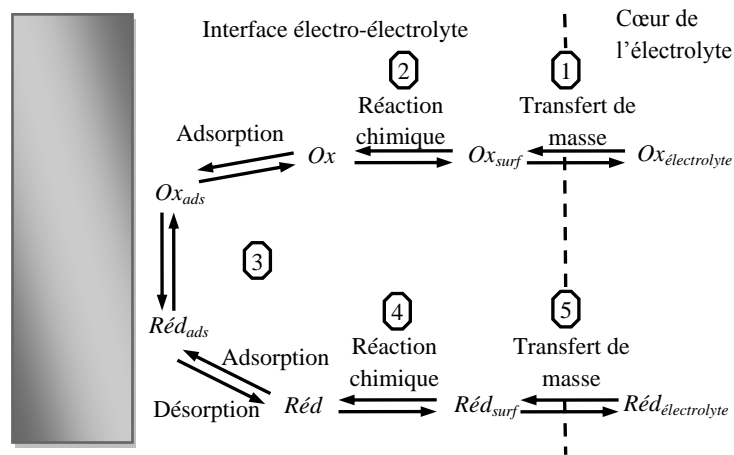 Interface électro-électrolyte
Cœur de
l'électrolyte
2
1
Réaction
chimique
Transfert de
masse
Adsorption
Ox
Ox_surf
Ox_électrolyte
Ox_ads
3
Réd_ads
4
5
Adsorption
Réaction
chimique
Transfert de
masse
Désorption
Réd
Réd_surf
Réd_électrolyte